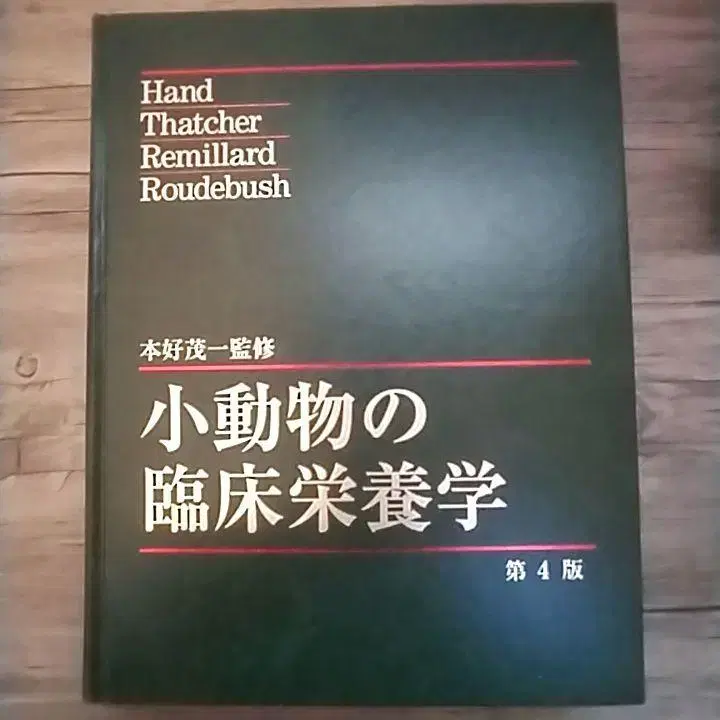 Hand
Thatcher
Remillard
Roudebush
本好茂一監修
小動物の
臨床栄養学
第4版